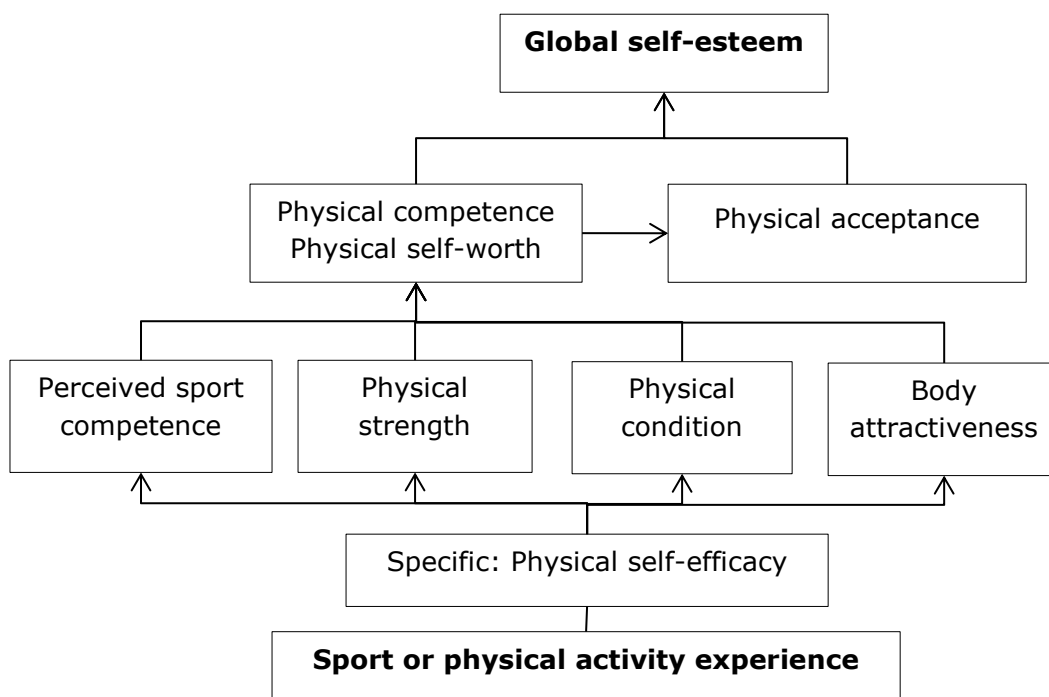 Global self-esteem
Physical competence
Physical self-worth
Physical acceptance
Perceived sport
competence
Physical
strength
Physical
condition
Body
attractiveness
Specific: Physical self-efficacy
Sport or physical activity experience